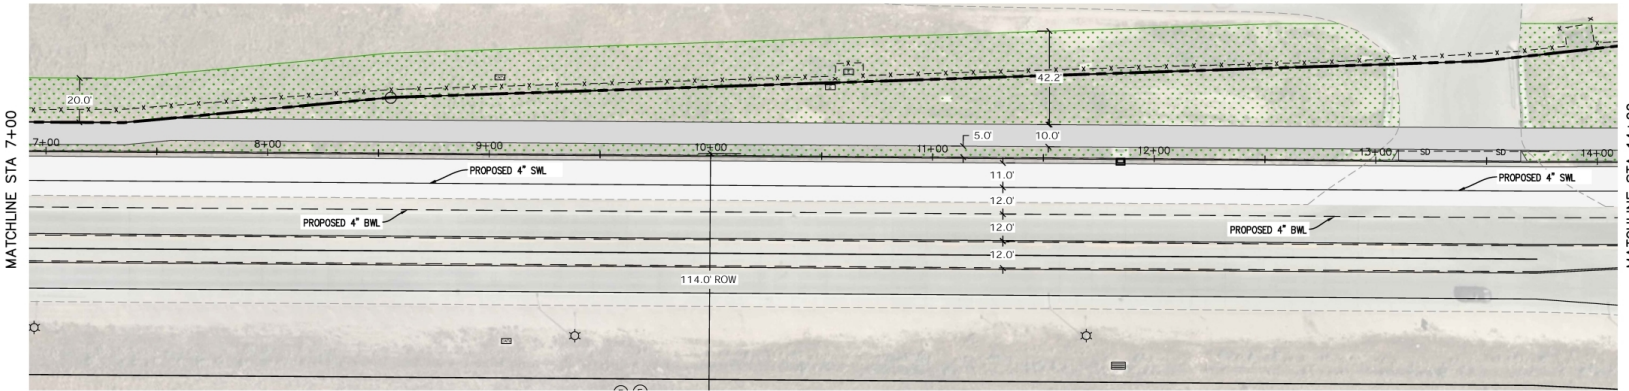 MATCHLINE STA 7+00
20.0'
42.2'
5.0'
10.0'
7+00
8+00
9+00
10+00
11+00
12+00
13+00
SD
SD
14+00
PROPOSED 4" SWL
11.0'
PROPOSED 4" SWL
12.0'
PROPOSED 4" BWL
12.0'
PROPOSED 4" BWL
12.0'
114.0' ROW